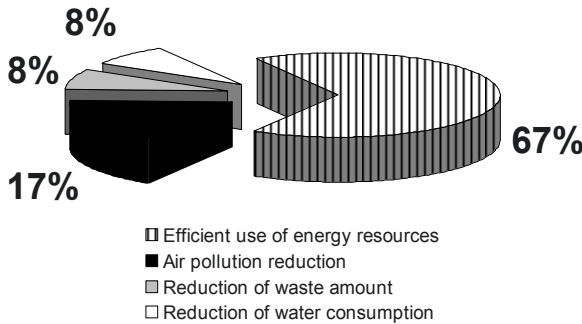 8%
8%
67%
17%
Efficient use of energy resources
Air pollution reduction
Reduction of waste amount
Reduction of water consumption